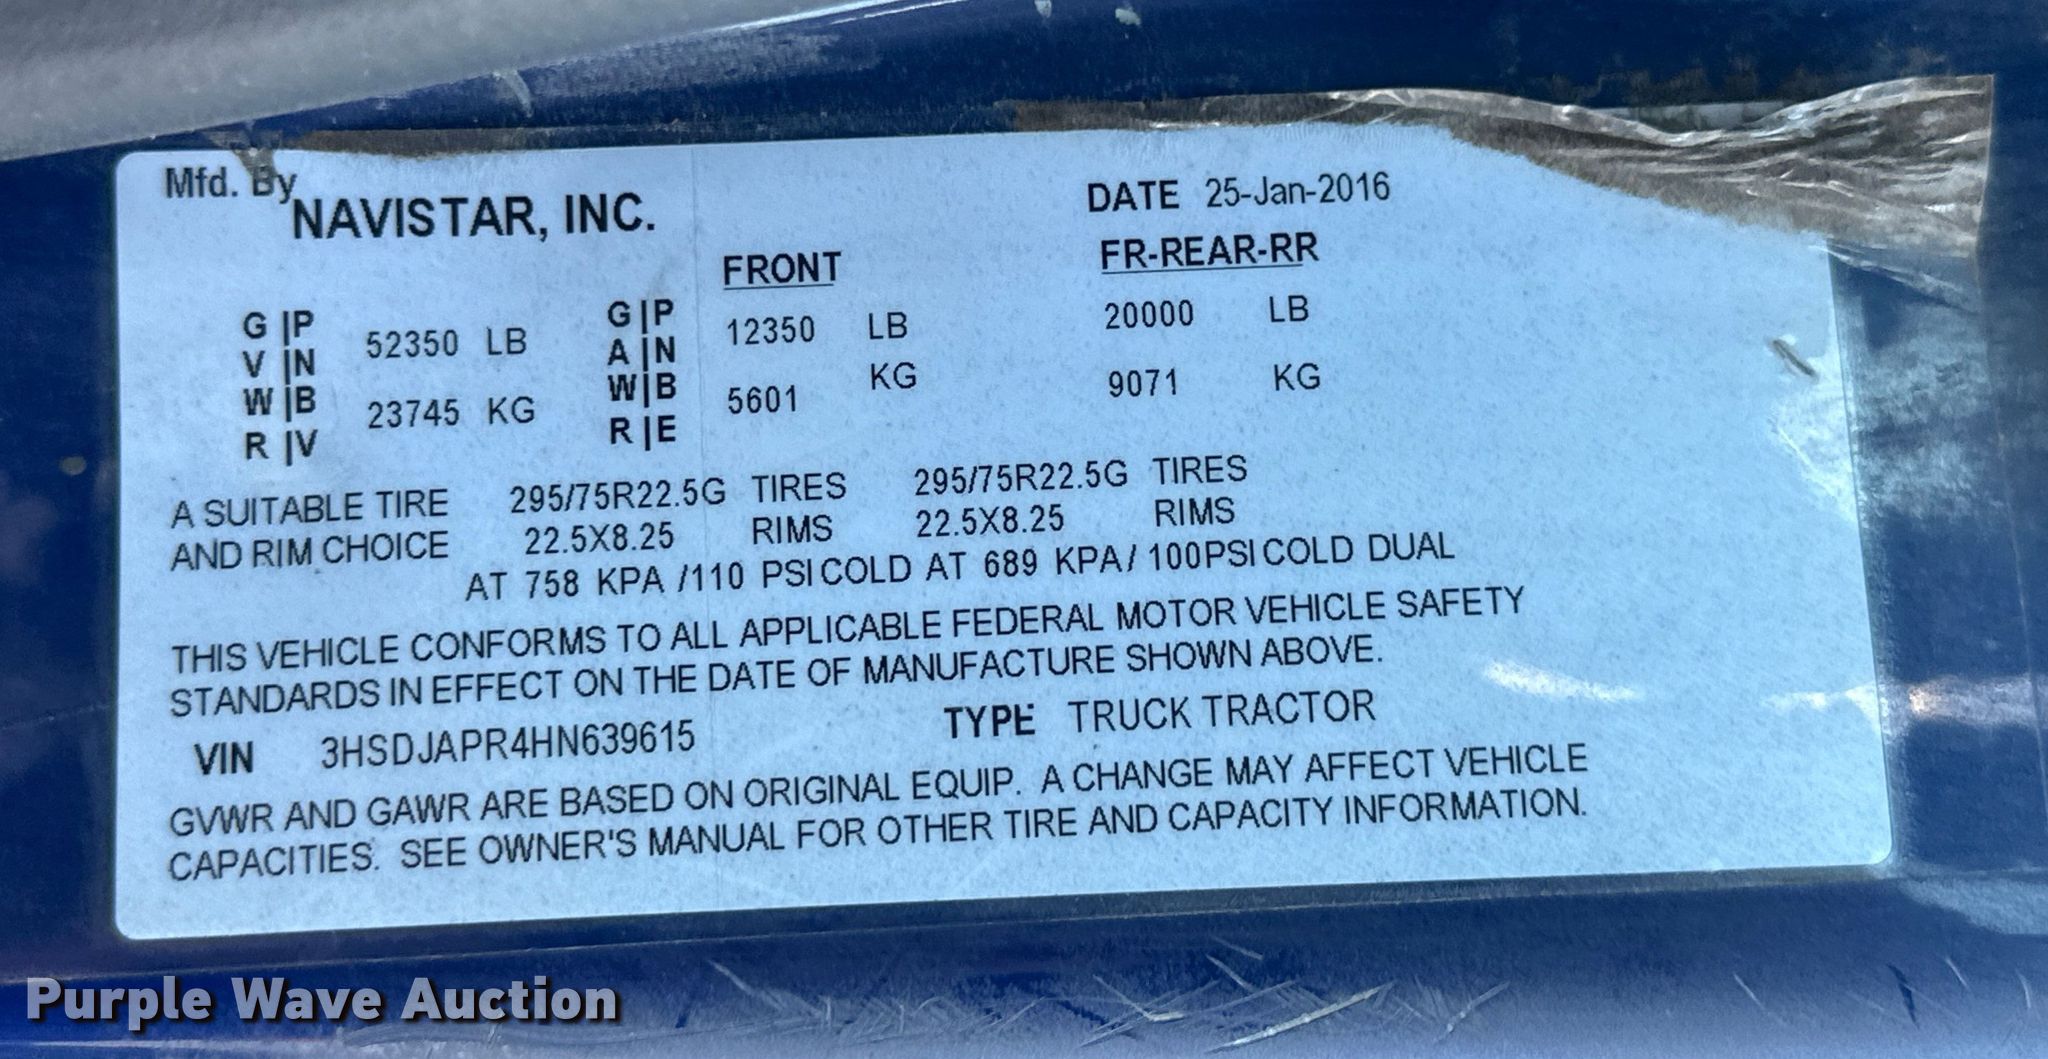 Mfd. By
NAVISTAR, INC.
DATE 25-Jan-2016
FRONT FR-REAR-RR
G|P 52350 LB G|P 12350 LB 20000 LB
V|N A|N
W|B 23745 KG W|B 5601 KG 9071 KG
R|V R|E
A SUITABLE TIRE 295/75R22.5G TIRES 295/75R22.5G TIRES
AND RIM CHOICE 22.5X8.25 RIMS 22.5X8.25 RIMS
AT 758 KPA /110 PSI COLD AT 689 KPA/ 100PSI COLD DUAL
THIS VEHICLE CONFORMS TO ALL APPLICABLE FEDERAL MOTOR VEHICLE SAFETY
STANDARDS IN EFFECT ON THE DATE OF MANUFACTURE SHOWN ABOVE.
VIN 3HSDJAPR4HN639615 TYPE TRUCK TRACTOR
GVWR AND GAWR ARE BASED ON ORIGINAL EQUIP. A CHANGE MAY AFFECT VEHICLE
CAPACITIES. SEE OWNER'S MANUAL FOR OTHER TIRE AND CAPACITY INFORMATION.
Purple Wave Auction